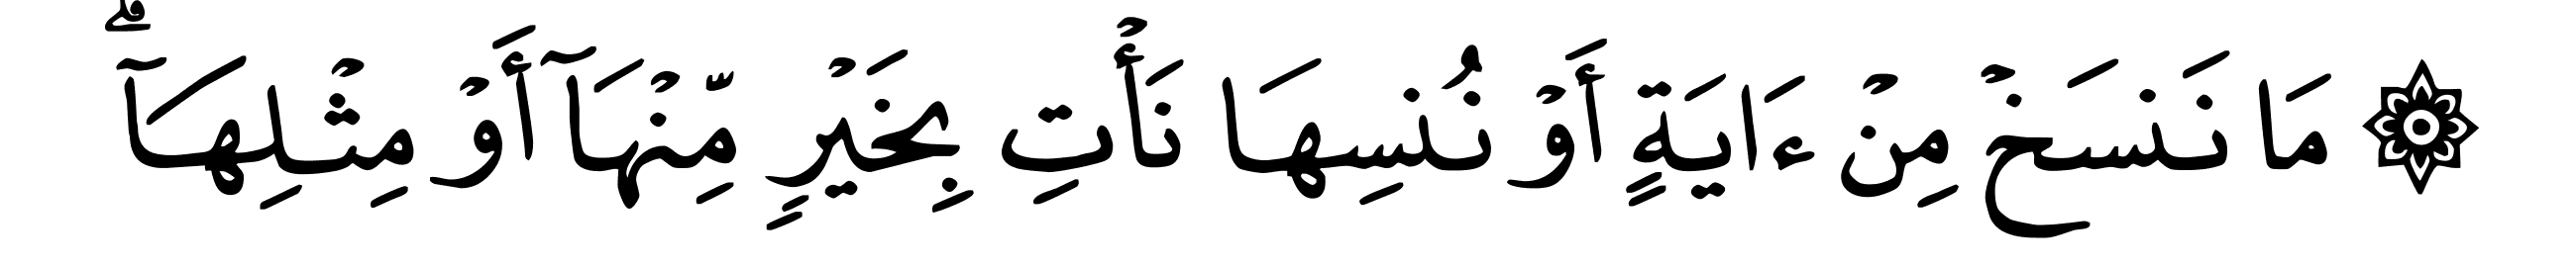 ۞ مَا نَنسَخۡ مِنۡ ءَايَةٍ أَوۡ نُنسِهَا نَأۡتِ بِخَيۡرٖ مِّنۡهَآ أَوۡ مِثۡلِهَآۗ